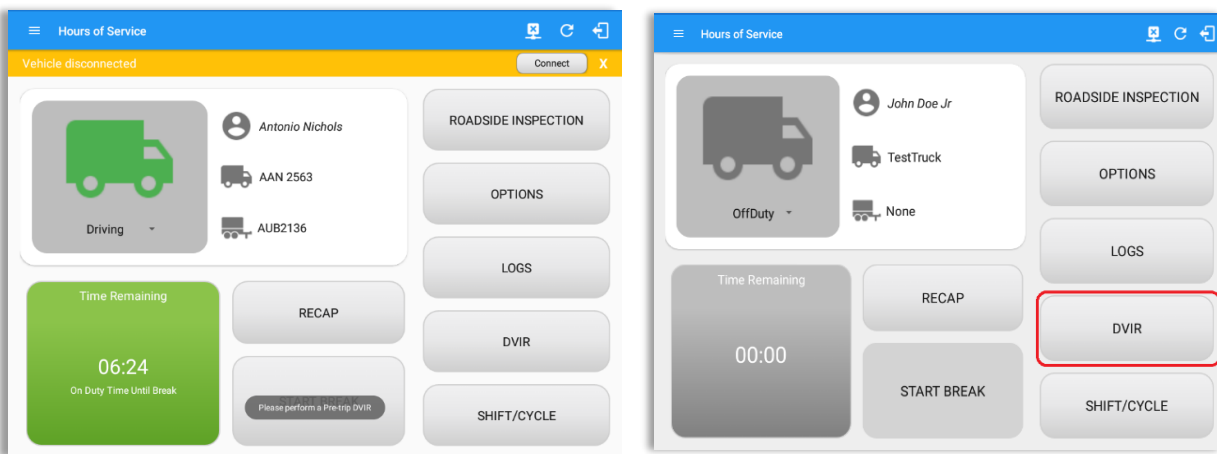 Hours of Service
Vehicle disconnected
Connect
X
Antonio Nichols
AAN 2563
AUB2136
Driving
ROADSIDE INSPECTION
OPTIONS
LOGS
DVIR
SHIFT/CYCLE
Time Remaining
06:24
On Duty Time Until Break
RECAP
START BREAK
Please perform a Pre-trip DVIR
Hours of Service
John Doe Jr
TestTruck
None
OffDuty
ROADSIDE INSPECTION
OPTIONS
LOGS
DVIR
SHIFT/CYCLE
Time Remaining
00:00
RECAP
START BREAK